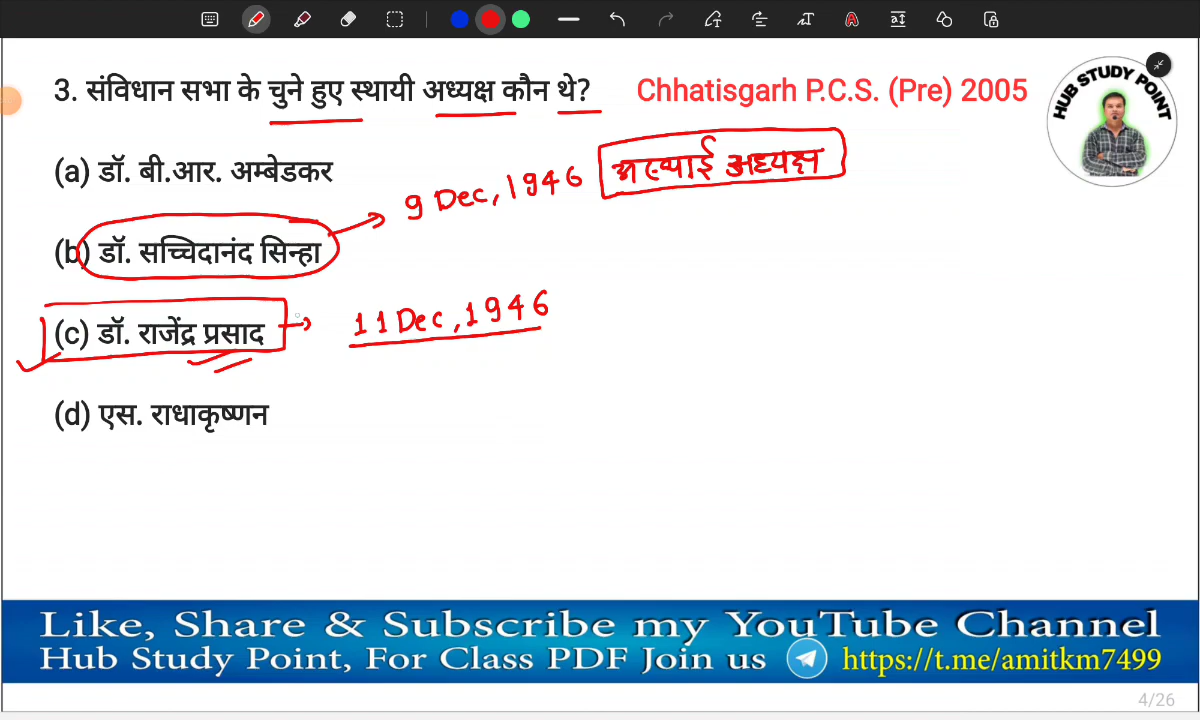 3. संविधान सभा के चुने हुए स्थायी अध्यक्ष कौन थे? Chhatisgarh P.C.S. (Pre) 2005
HUB STUDY POINT
(a) डॉ. बी.आर. अम्बेडकर
9 Dec, 1946 अस्थाई अध्यक्ष
(b) डॉ. सच्चिदानंद सिन्हा
(c) डॉ. राजेंद्र प्रसाद 11 Dec, 1946
(d) एस. राधाकृष्णन
Like, Share & Subscribe my YouTube Channel
Hub Study Point, For Class PDF Join us https://t.me/amitkm7499
4/26